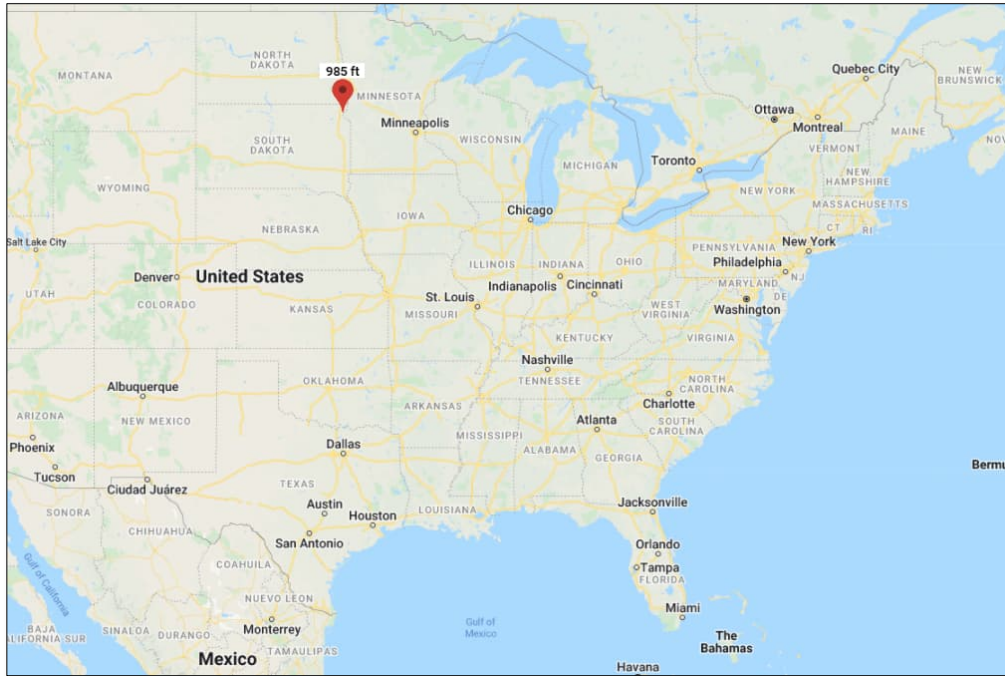 NORTH
DAKOTA
MONTANA
985 ft
MINNESOTA
Minneapolis
SOUTH
DAKOTA
WISCONSIN
MICHIGAN
Quebec City
NEW
BRUNSWICK
Ottawa
Montreal
MAINE
NOV
VERMONT
Toronto
NEW
HAMPSHIRE
NEW YORK
MASSACHUSETTS
CT
RI
WYOMING
IOWA
Chicago
NEBRASKA
Salt Lake City
New York
PENNSYLVANIA
Philadelphia
NJ
ILLINOIS
INDIANA
OHIO
MARYLAND
DE
Denver
United States
Indianapolis
Cincinnati
UTAH
COLORADO
St. Louis
KANSAS
MISSOURI
WEST
VIRGINIA
Washington
VIRGINIA
KENTUCKY
Nashville
TENNESSEE
Albuquerque
OKLAHOMA
NORTH
CAROLINA
Charlotte
ARKANSAS
ARIZONA
NEW MEXICO
Atlanta
SOUTH
CAROLINA
Phoenix
Dallas
MISSISSIPPI
ALABAMA
GEORGIA
Tucson
Bermu
Ciudad Juárez
TEXAS
Austin
Houston
LOUISIANA
Jacksonville
SONORA
CHIHUAHUA
San Antonio
Orlando
Tampa
FLORIDA
COAHUILA
Gulf of California
NUEVO LEON
Miami
Gulf of
Mexico
BAJA
CALIFORNIA SUR
SINALOA
DURANGO
Monterrey
TAMAULIPAS
The
Bahamas
Mexico
Havana